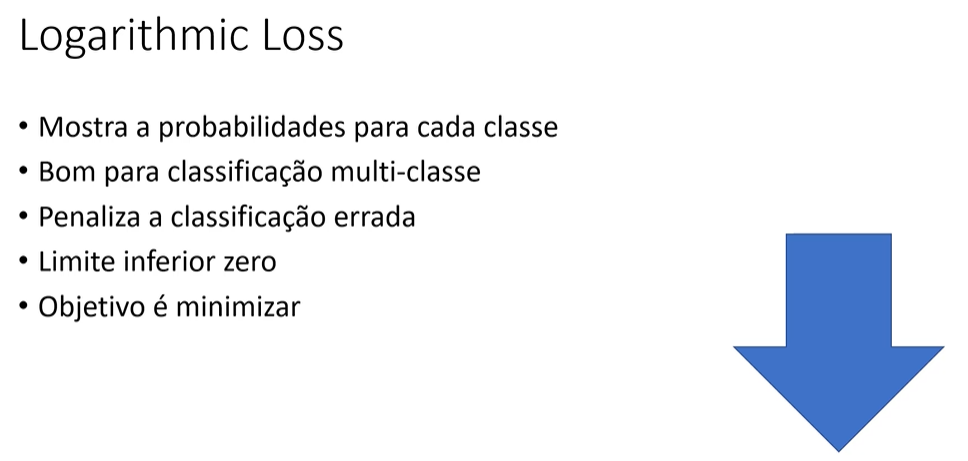 Logarithmic Loss
• Mostra a probabilidades para cada classe
• Bom para classificação multi-classe
• Penaliza a classificação errada
• Limite inferior zero
• Objetivo é minimizar